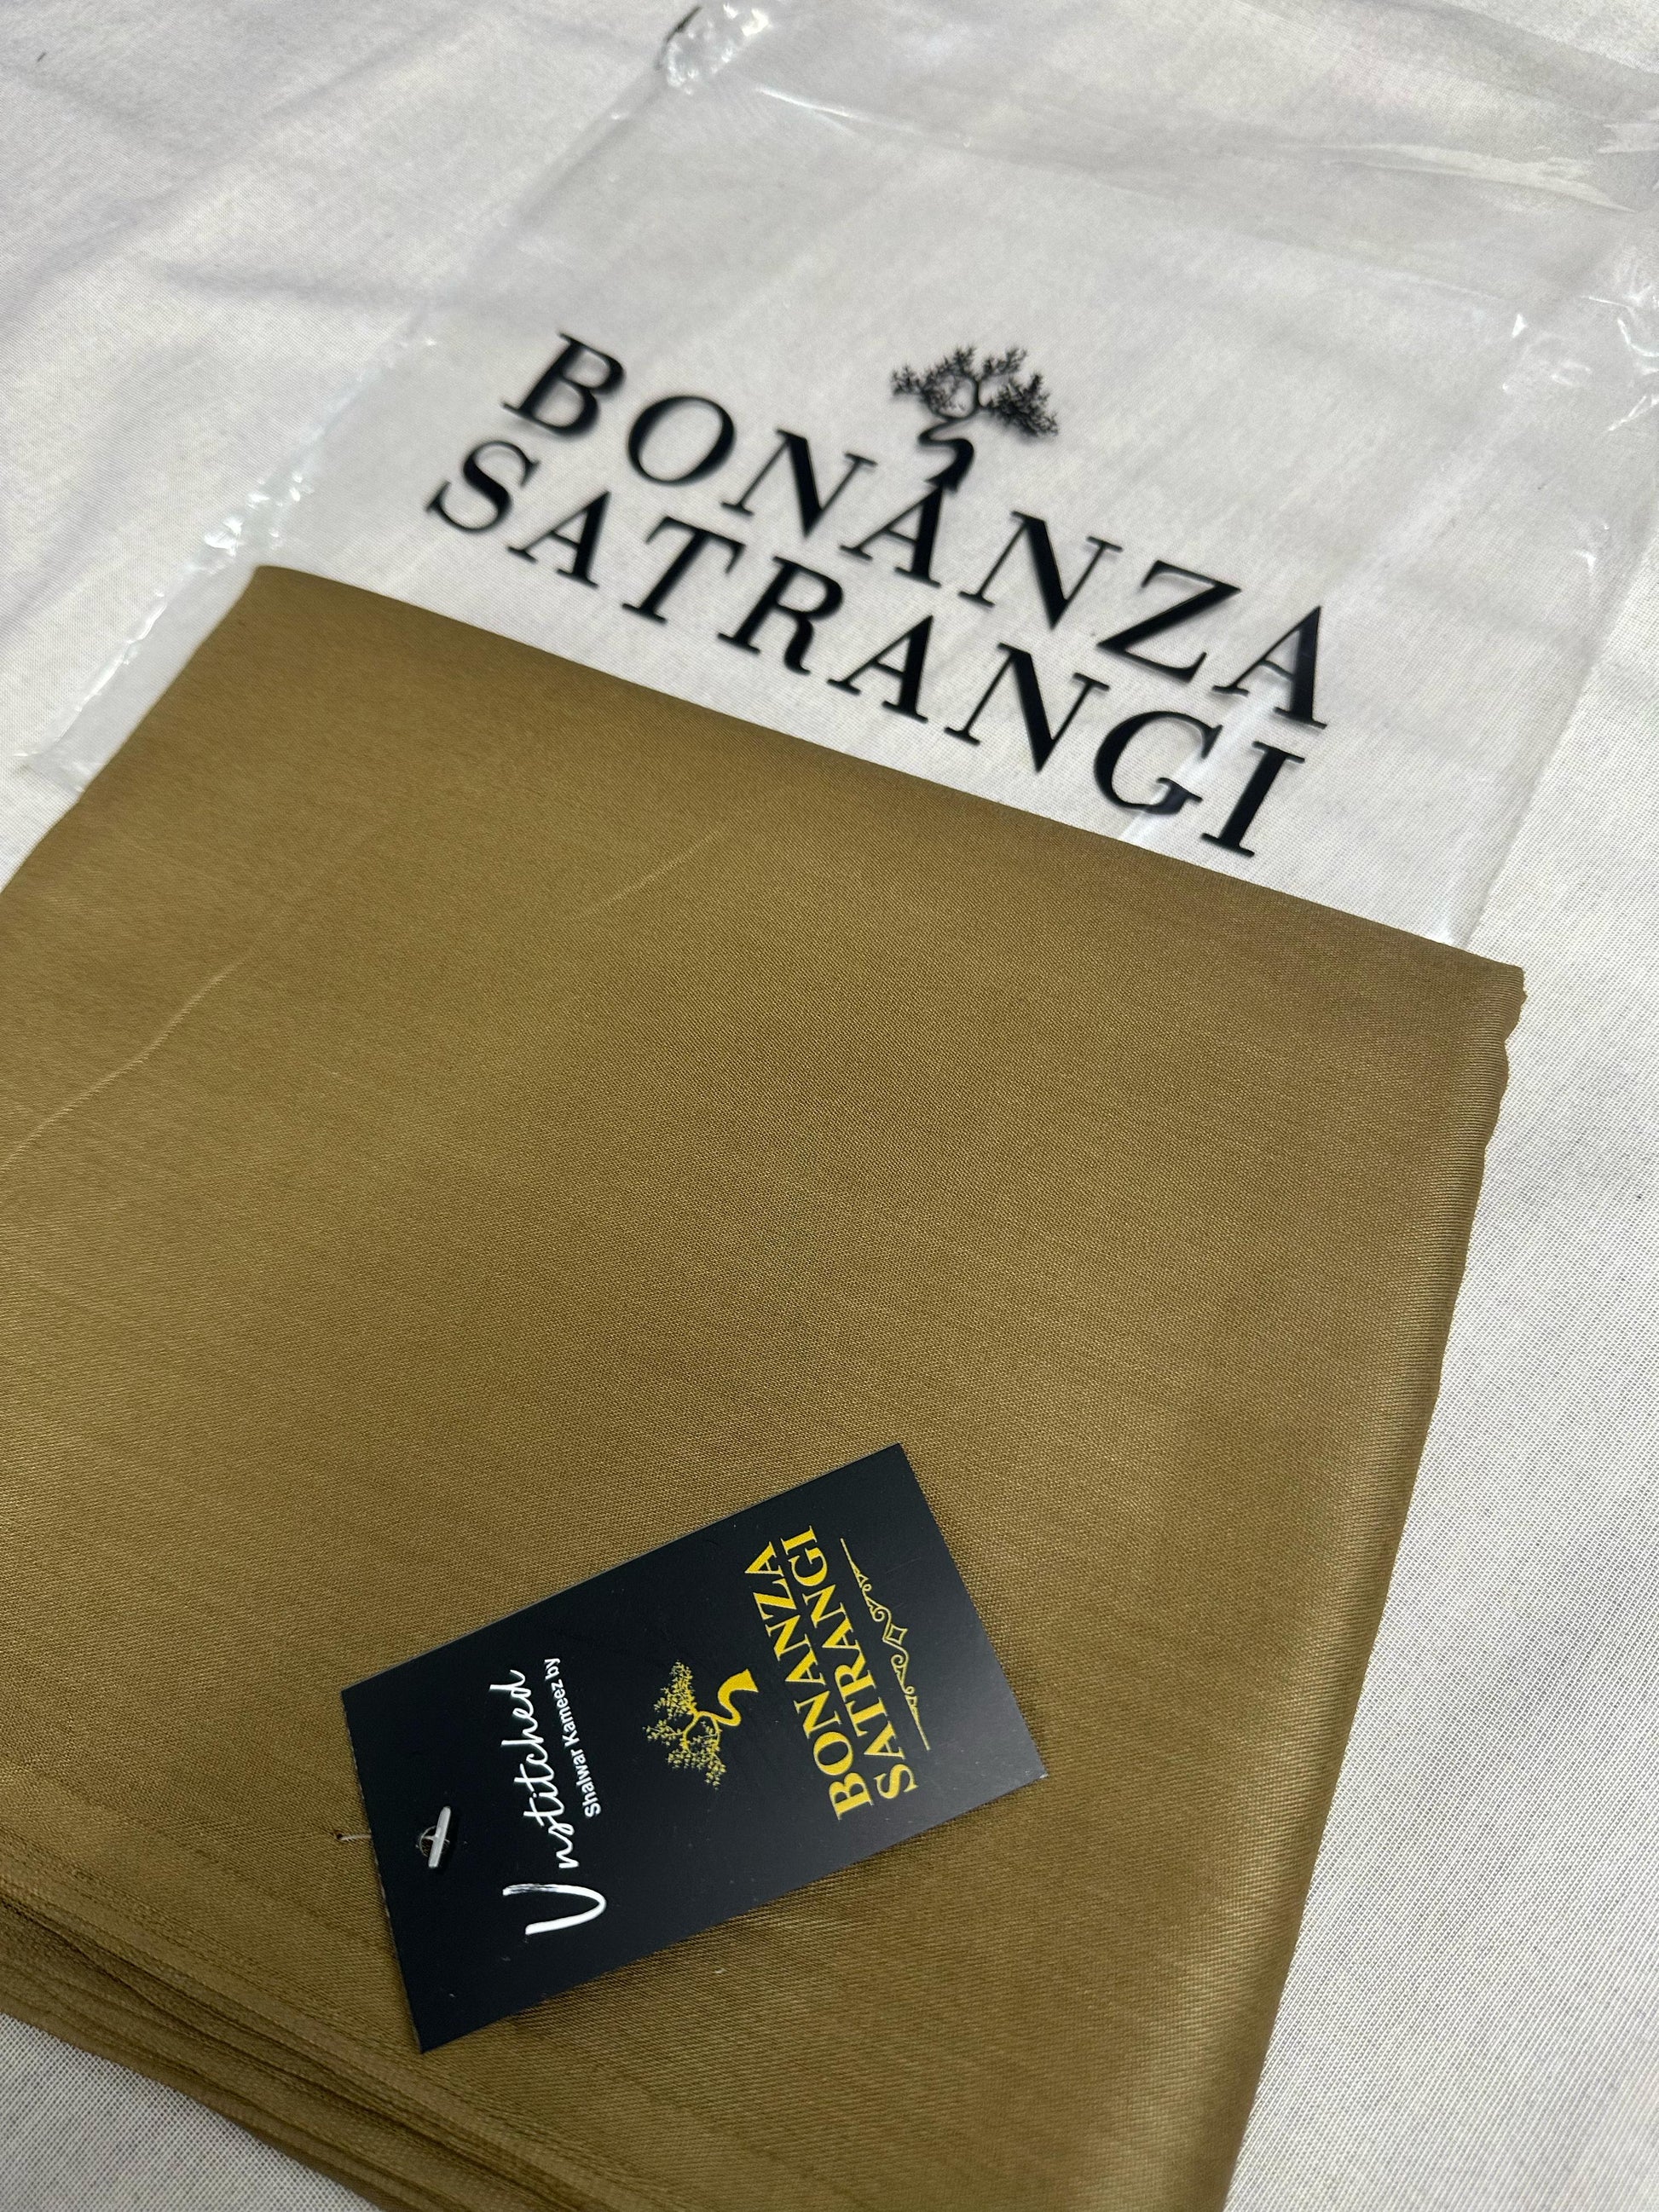 BONANZA
SATRANGI
Unstitched
Shalwar Kameez by
BONANZA
SATRANGI